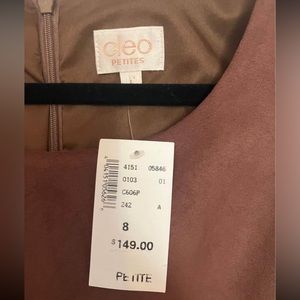 cleo
PETITES
4151 05846
0103 01
C606P
242 A
8
$149.00
PETITE